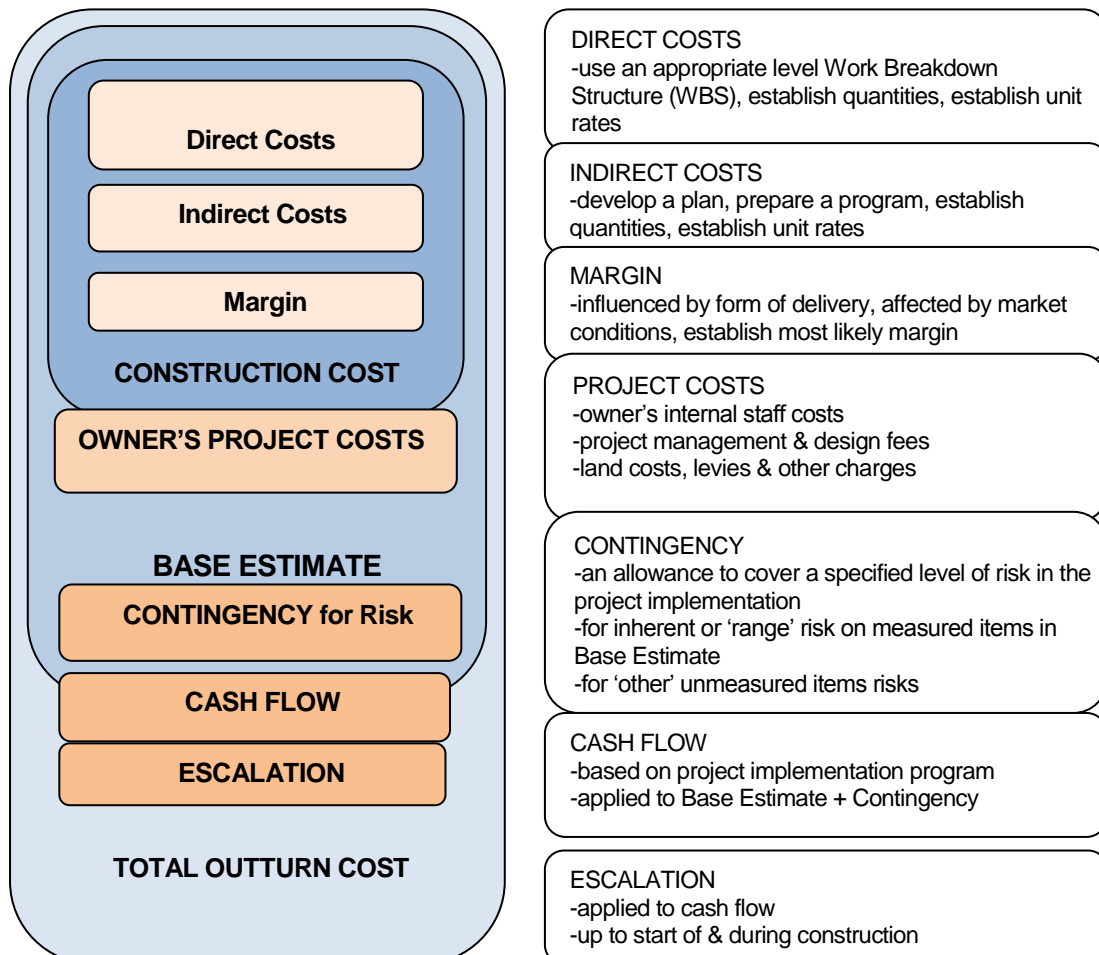 Direct Costs
Indirect Costs
Margin
CONSTRUCTION COST
OWNER’S PROJECT COSTS
BASE ESTIMATE
CONTINGENCY for Risk
CASH FLOW
ESCALATION
TOTAL OUTTURN COST
DIRECT COSTS
-use an appropriate level Work Breakdown
Structure (WBS), establish quantities, establish unit
rates
INDIRECT COSTS
-develop a plan, prepare a program, establish
quantities, establish unit rates
MARGIN
-influenced by form of delivery, affected by market
conditions, establish most likely margin
PROJECT COSTS
-owner’s internal staff costs
-project management & design fees
-land costs, levies & other charges
CONTINGENCY
-an allowance to cover a specified level of risk in the
project implementation
-for inherent or ‘range’ risk on measured items in
Base Estimate
-for ‘other’ unmeasured items risks
CASH FLOW
-based on project implementation program
-applied to Base Estimate + Contingency
ESCALATION
-applied to cash flow
-up to start of & during construction